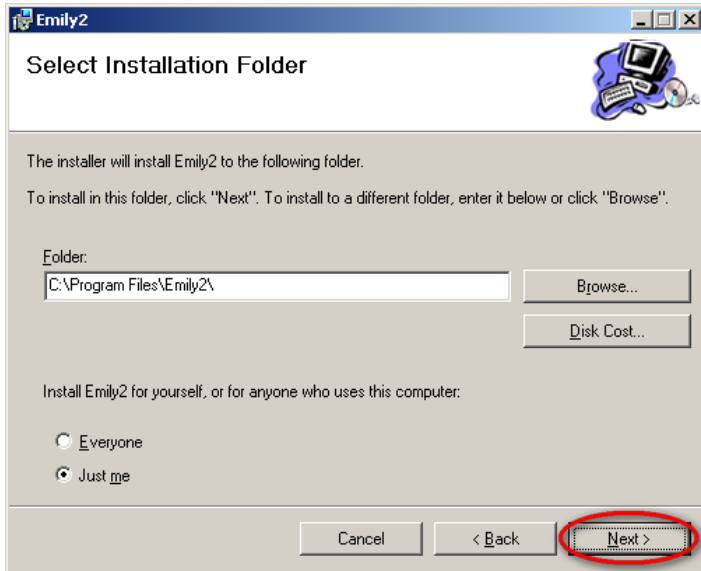 Emily2
Select Installation Folder
The installer will install Emily2 to the following folder.
To install in this folder, click "Next". To install to a different folder, enter it below or click "Browse".
Folder:
C:\Program Files\Emily2\
Browse...
Disk Cost...
Install Emily2 for yourself, or for anyone who uses this computer:
Everyone
Just me
Cancel
< Back
Next >